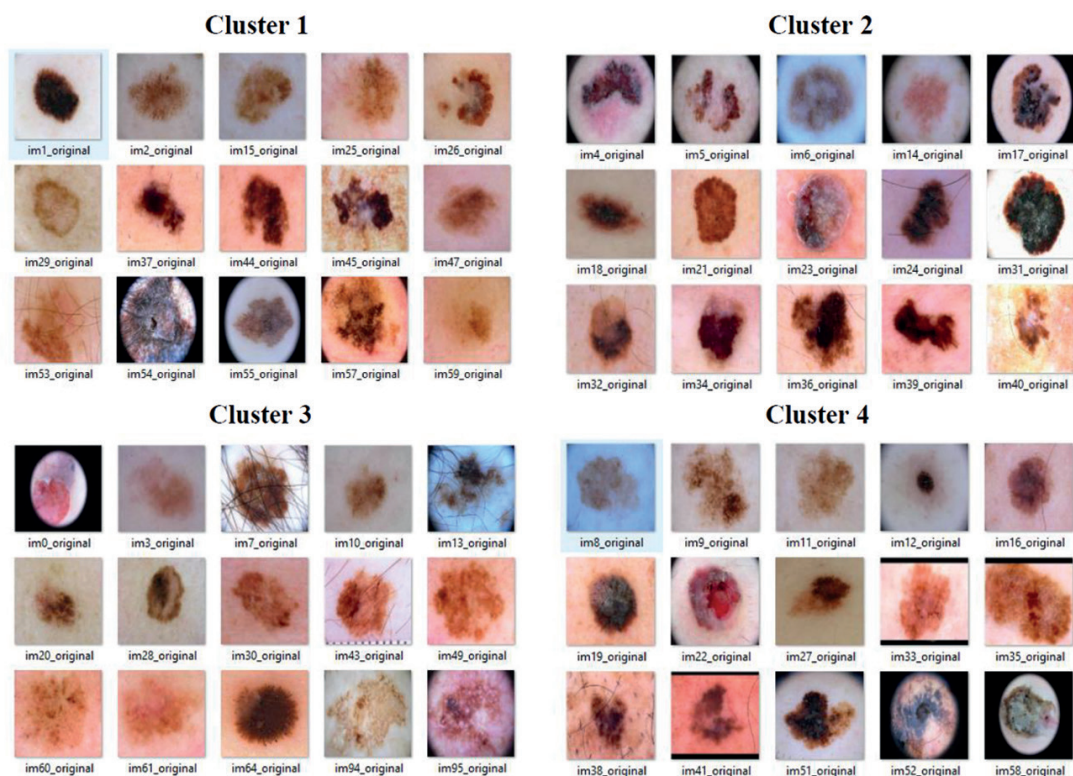 Cluster 1
im1_original im2_original im15_original im25_original im26_original
im29_original im37_original im44_original im45_original im47_original
im53_original im54_original im55_original im57_original im59_original
Cluster 2
im4_original im5_original im6_original im14_original im17_original
im18_original im21_original im23_original im24_original im31_original
im32_original im34_original im36_original im39_original im40_original
Cluster 3
im0_original im3_original im7_original im10_original im13_original
im20_original im28_original im30_original im43_original im49_original
im60_original im61_original im64_original im94_original im95_original
Cluster 4
im8_original im9_original im11_original im12_original im16_original
im19_original im22_original im27_original im33_original im35_original
im38_original im41_original im51_original im52_original im58_original